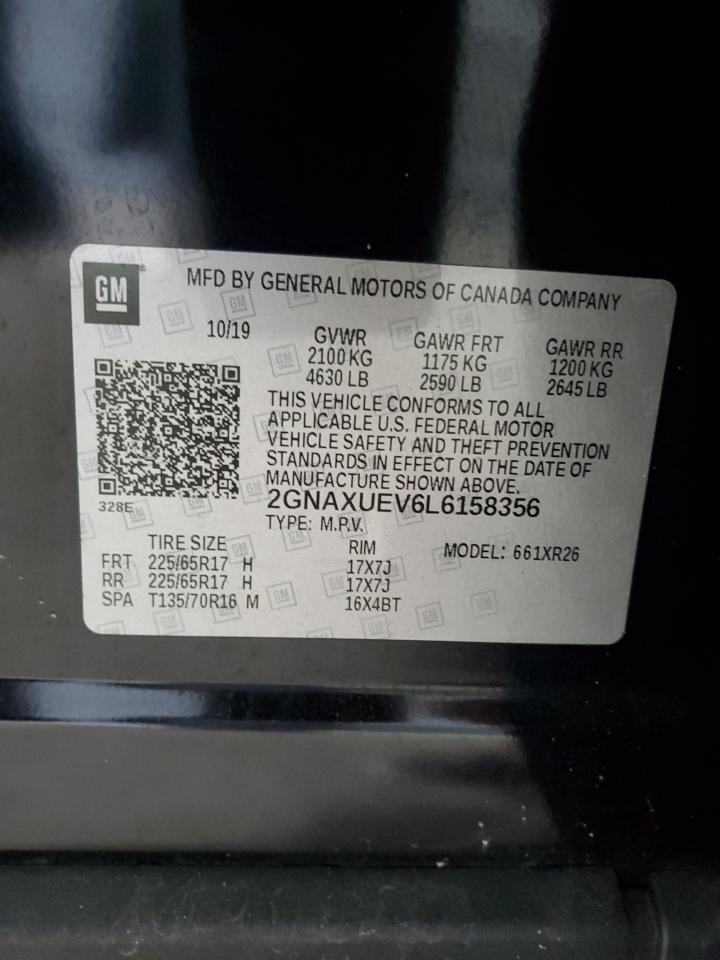 GM
MFD BY GENERAL MOTORS OF CANADA COMPANY
10/19
GVWR
2100 KG
4630 LB
GAWR FRT
1175 KG
2590 LB
GAWR RR
1200 KG
2645 LB
THIS VEHICLE CONFORMS TO ALL
APPLICABLE U.S. FEDERAL MOTOR
VEHICLE SAFETY AND THEFT PREVENTION
STANDARDS IN EFFECT ON THE DATE OF
MANUFACTURE SHOWN ABOVE.
328E
2GNAXUEV6L6158356
TYPE: M.P.V.
MODEL: 661XR26
TIRE SIZE RIM
FRT 225/65R17 H 17X7J
RR 225/65R17 H 17X7J
SPA T135/70R16 M 16X4BT